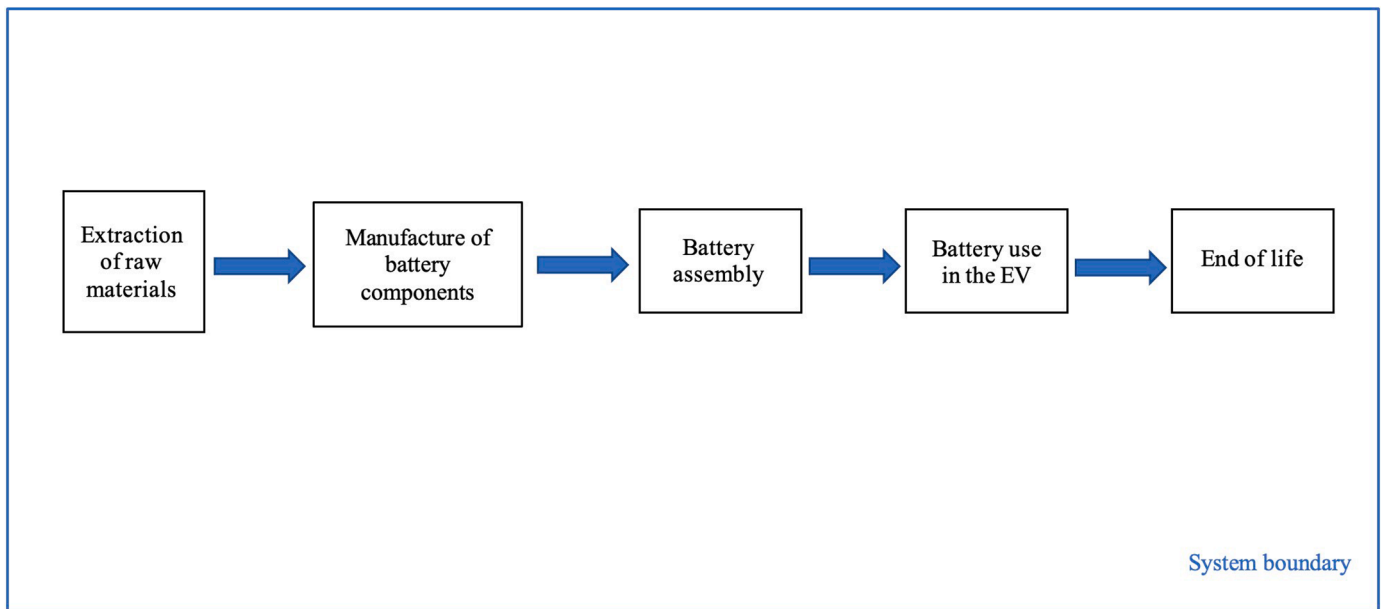 Extraction
of raw
materials
Manufacture of
battery
components
Battery
assembly
Battery use
in the EV
End of life
System boundary